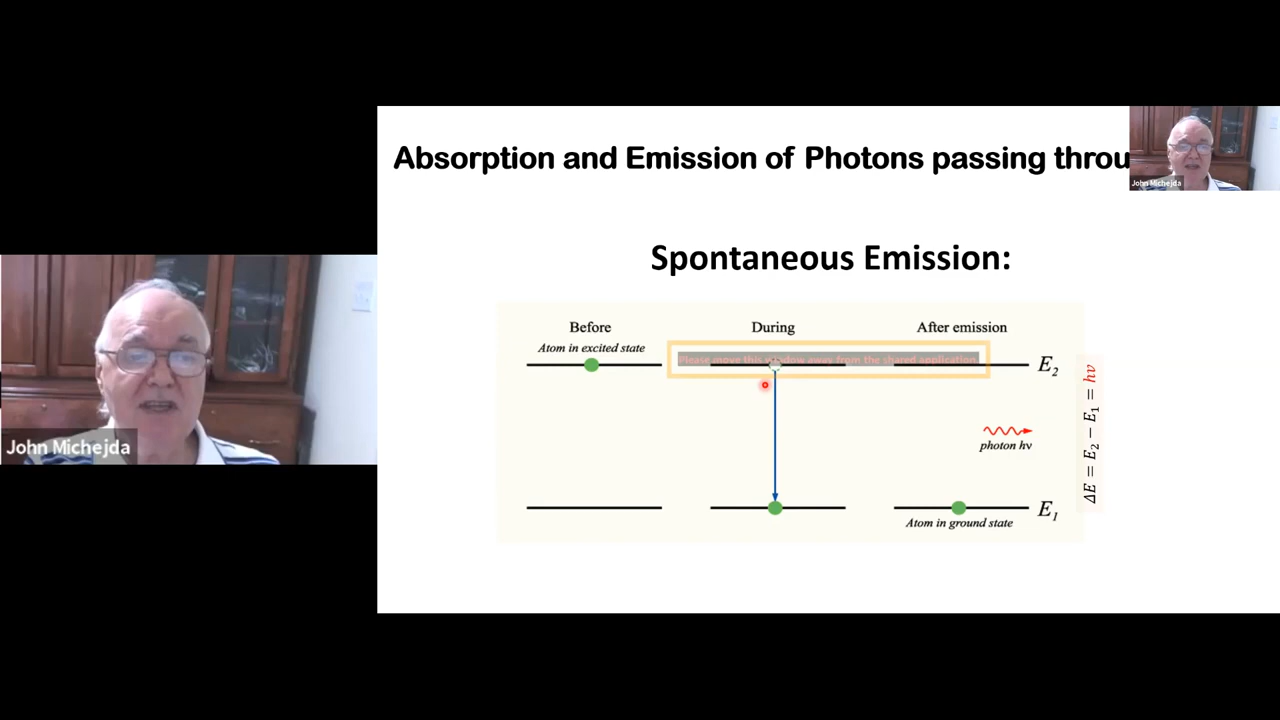 Absorption and Emission of Photons passing throu
John Michejda
Spontaneous Emission:
Before
During
After emission
Atom in excited state
Please move this window away from the shared application.
E2
photon hν
ΔE = E2 − E1 = hν
John Michejda
E1
Atom in ground state